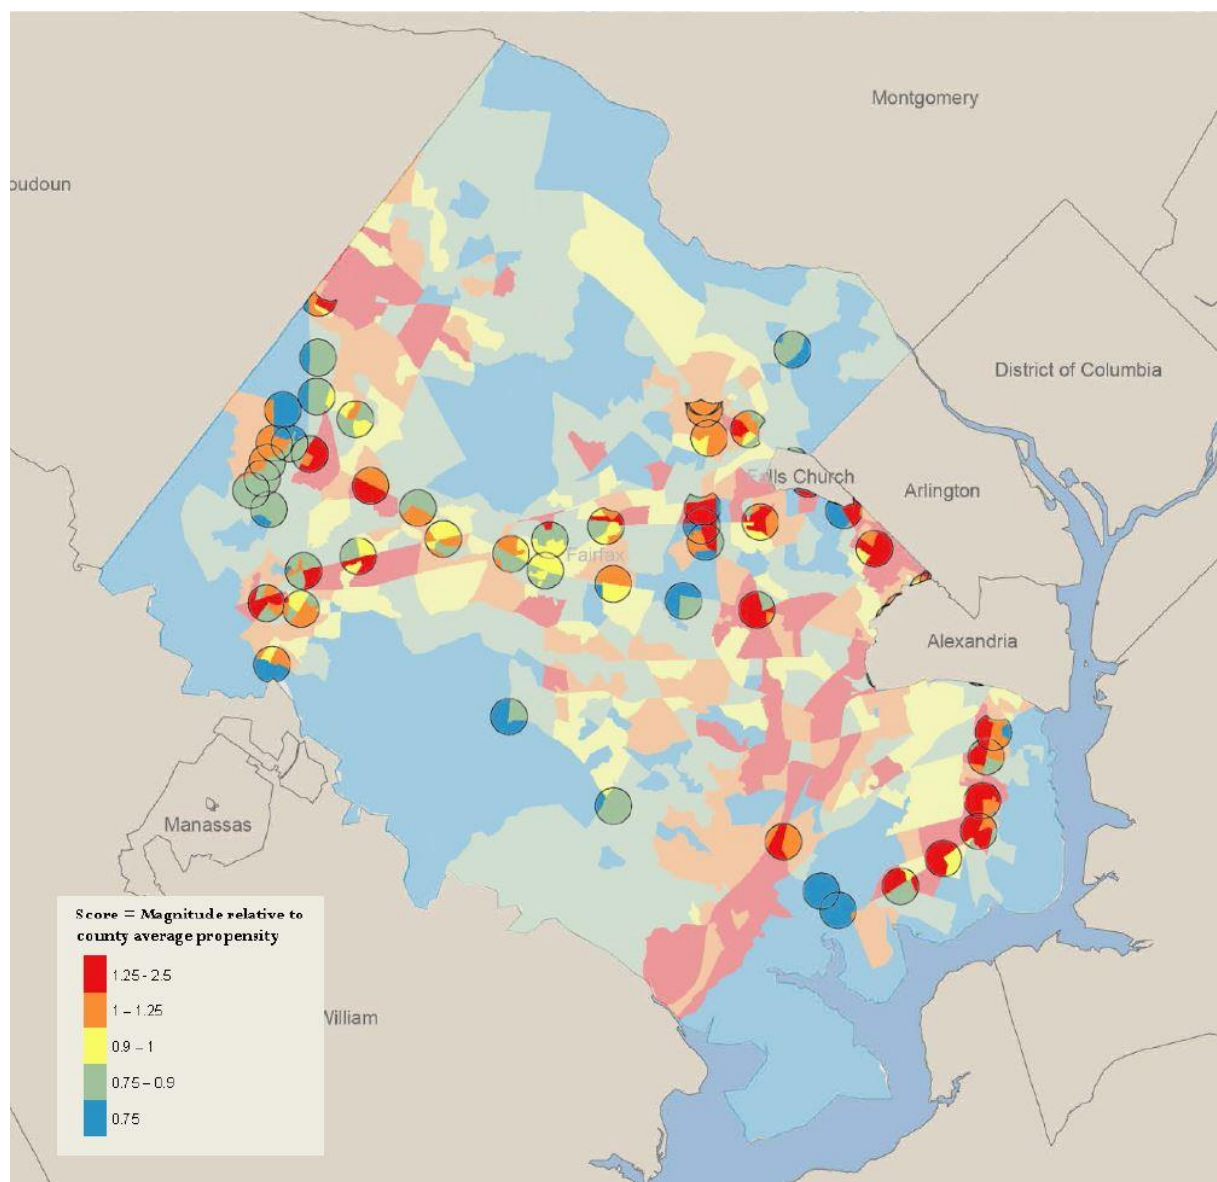 Montgomery
oudoun
District of Columbia
Falls Church
Arlington
Fairfax
Alexandria
Manassas
William
Score = Magnitude relative to
county average propensity
1.25 - 2.5
1 – 1.25
0.9 – 1
0.75 – 0.9
0.75